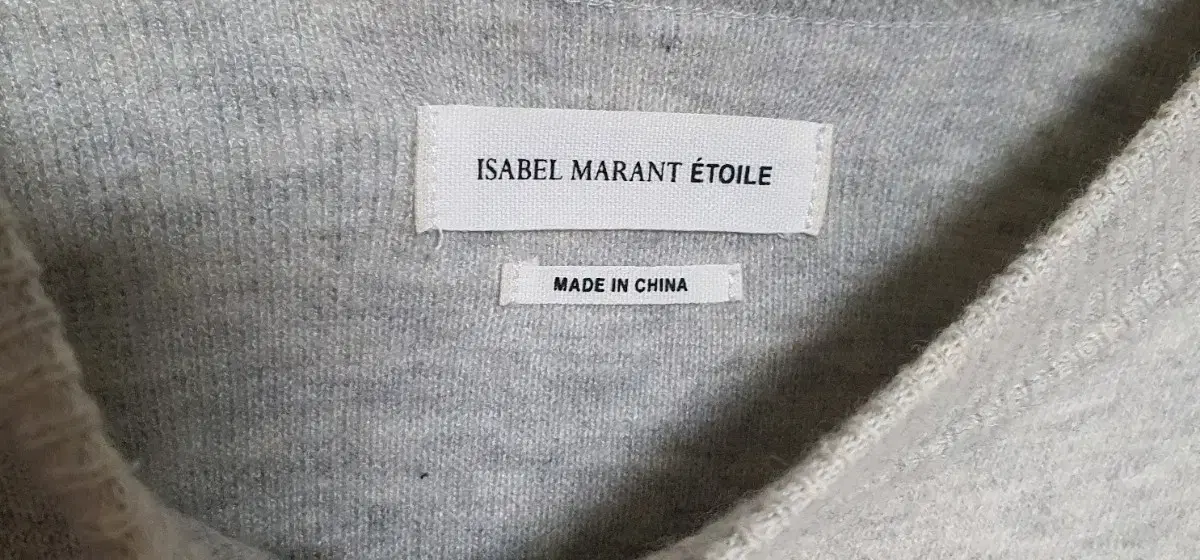 ISABEL MARANT ÉTOILE
MADE IN CHINA